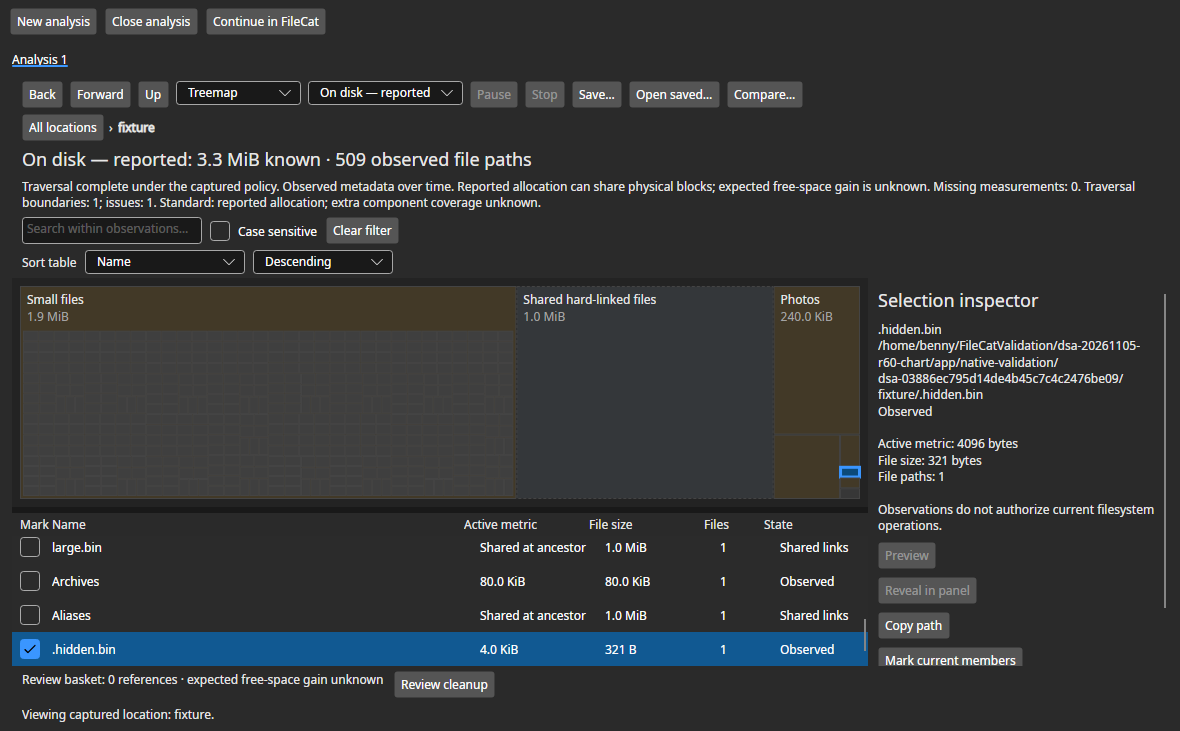 New analysis Close analysis Continue in FileCat
Analysis 1
Back Forward Up Treemap On disk — reported Pause Stop Save... Open saved... Compare...
All locations › fixture
On disk — reported: 3.3 MiB known · 509 observed file paths
Traversal complete under the captured policy. Observed metadata over time. Reported allocation can share physical blocks; expected free-space gain is unknown. Missing measurements: 0. Traversal
boundaries: 1; issues: 1. Standard: reported allocation; extra component coverage unknown.
Search within observations... Case sensitive Clear filter
Sort table Name Descending
Small files
1.9 MiB
Shared hard-linked files
1.0 MiB
Photos
240.0 KiB
Mark Name Active metric File size Files State
large.bin Shared at ancestor 1.0 MiB 1 Shared links
Archives 80.0 KiB 80.0 KiB 1 Observed
Aliases Shared at ancestor 1.0 MiB 1 Shared links
.hidden.bin 4.0 KiB 321 B 1 Observed
Selection inspector
.hidden.bin
/home/benny/FileCatValidation/dsa-20261105-
r60-chart/app/native-validation/
dsa-03886ec795d14de4b45c7c4c2476be09/
fixture/.hidden.bin
Observed
Active metric: 4096 bytes
File size: 321 bytes
File paths: 1
Observations do not authorize current filesystem
operations.
Preview
Reveal in panel
Copy path
Mark current members
Review basket: 0 references · expected free-space gain unknown Review cleanup
Viewing captured location: fixture.